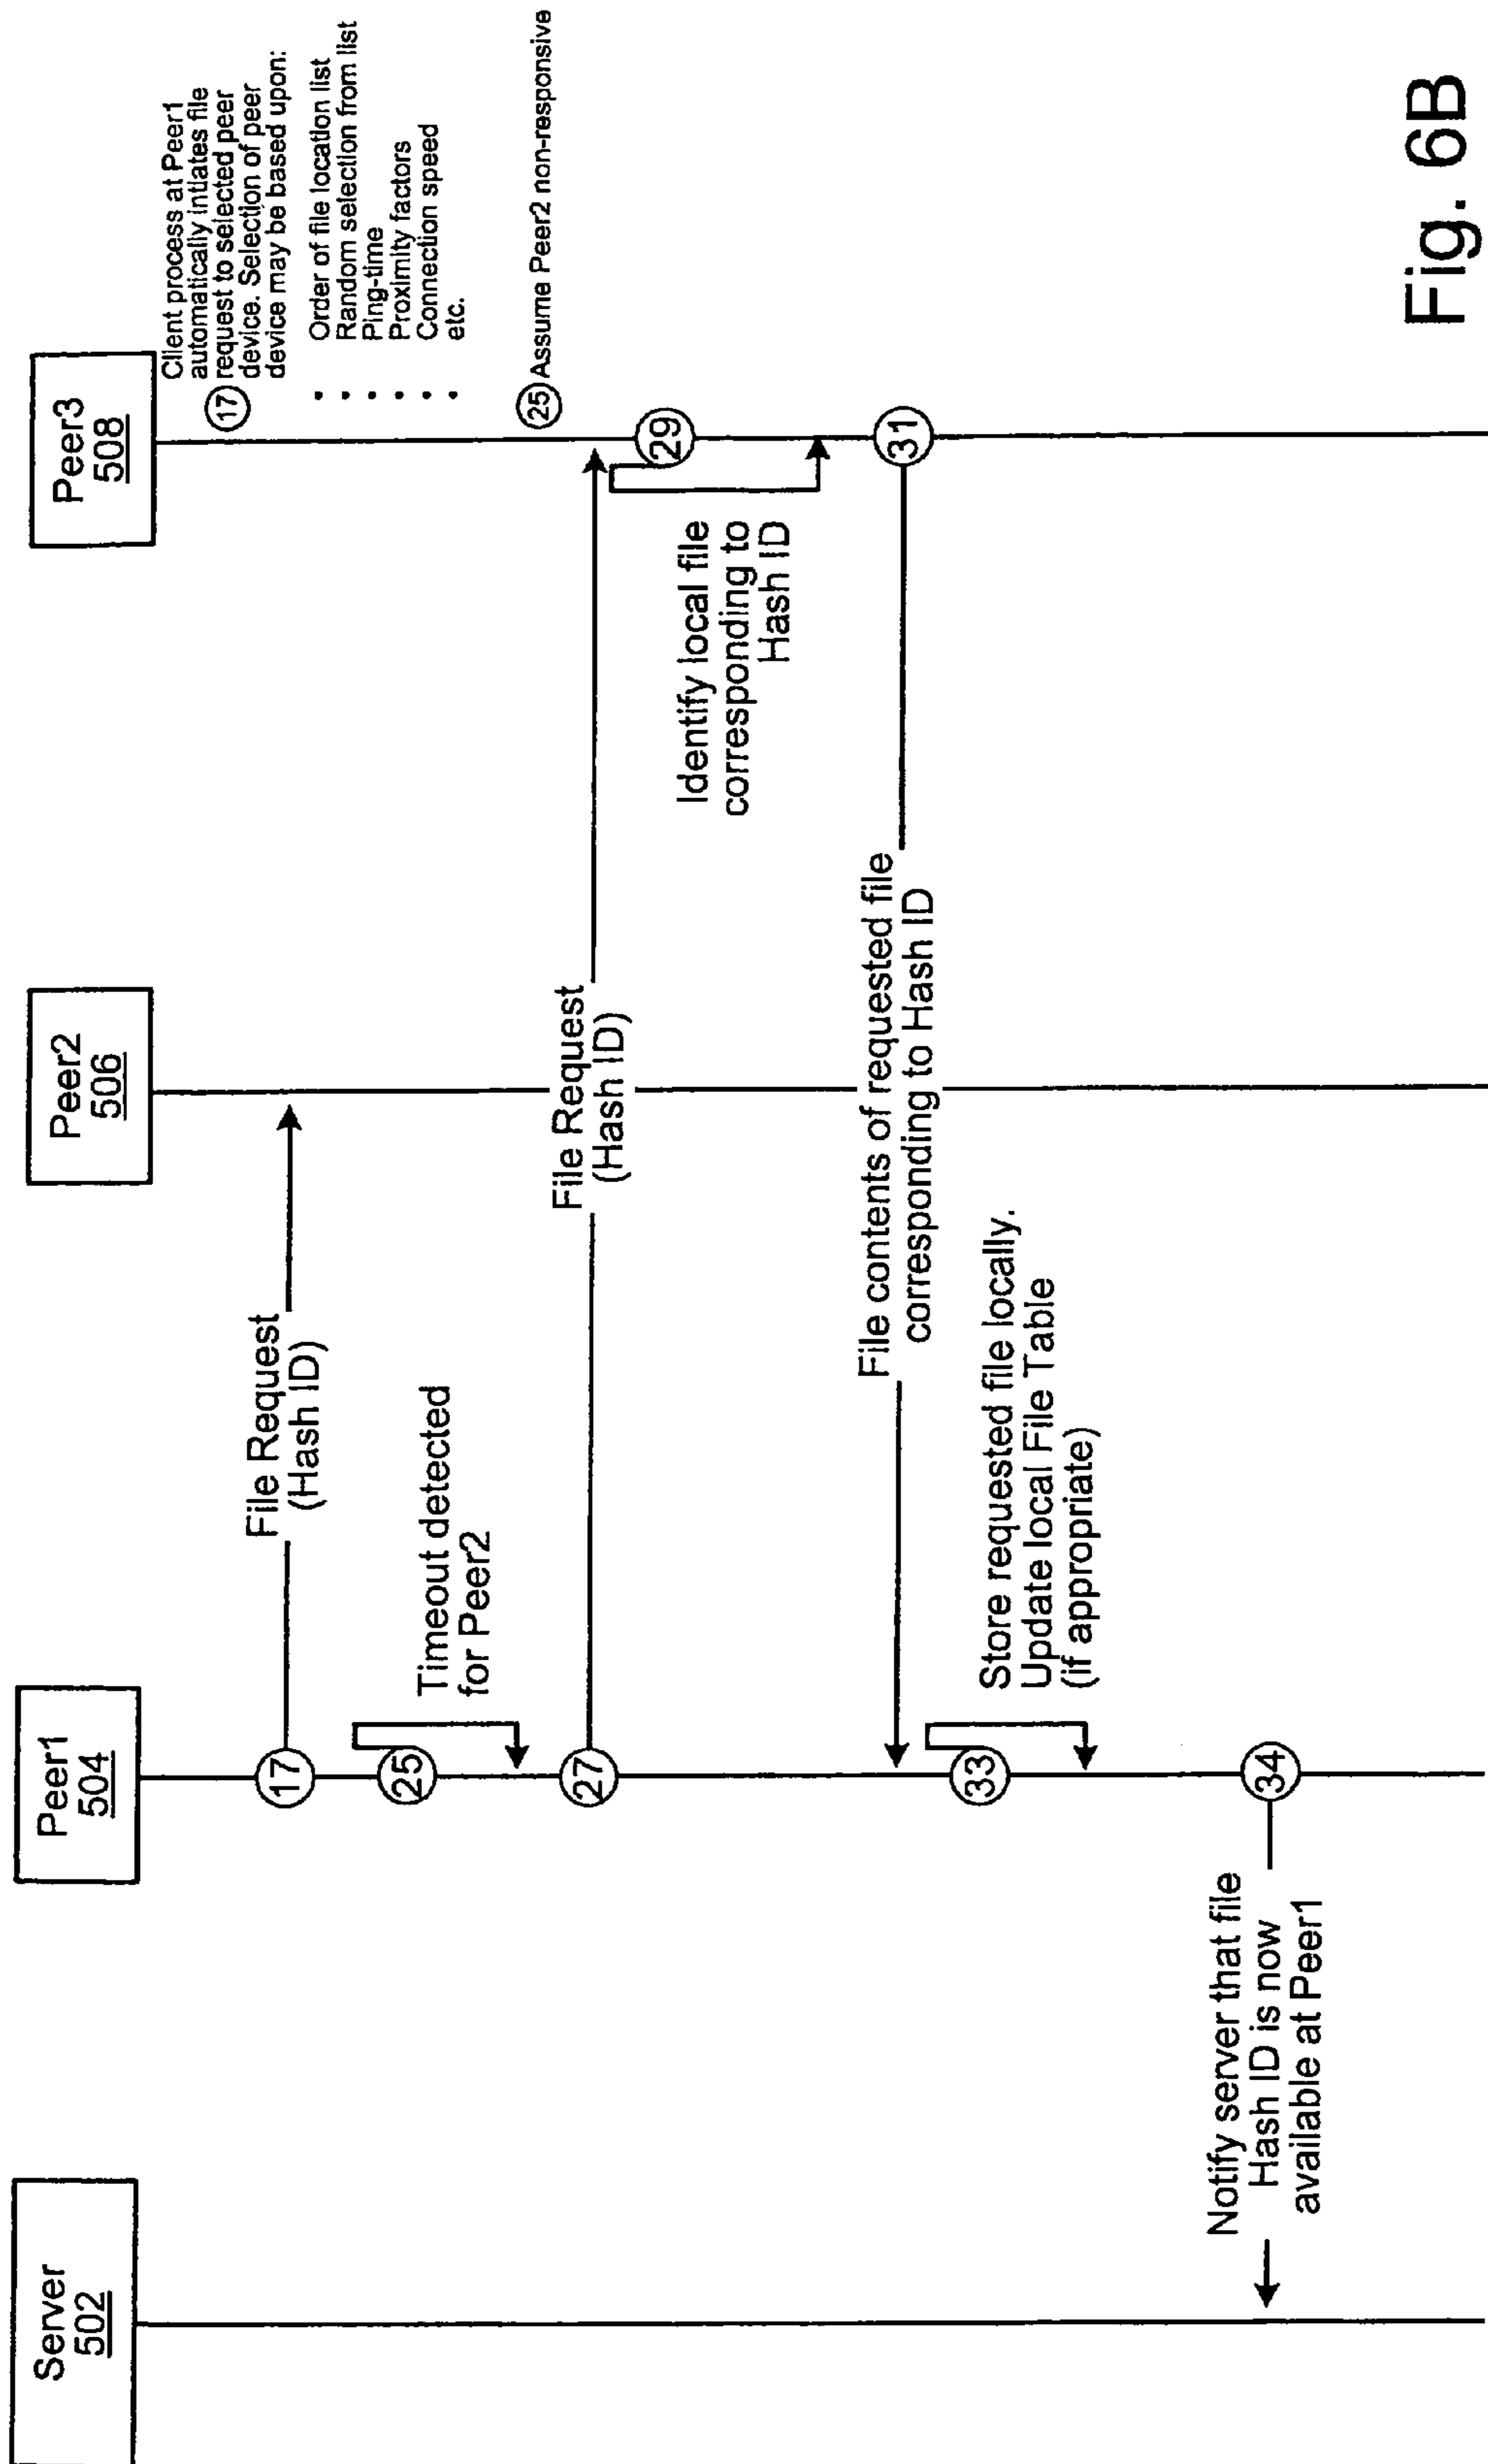 Server
502
Peer1
504
Peer2
506
Peer3
508
Client process at Peer1
automatically intiates file
17 request to selected peer
device. Selection of peer
device may be based upon:
• Order of file location list
• Random selection from list
• Ping-time
• Proximity factors
• Connection speed
• etc.
25 Assume Peer2 non-responsive
17
File Request
(Hash ID)
25
Timeout detected
for Peer2
27
File Request
(Hash ID)
29
Identify local file
corresponding to
Hash ID
31
File contents of requested file
corresponding to Hash ID
33
Store requested file locally.
Update local File Table
(if appropriate)
34
Notify server that file
Hash ID is now
available at Peer1
Fig. 6B